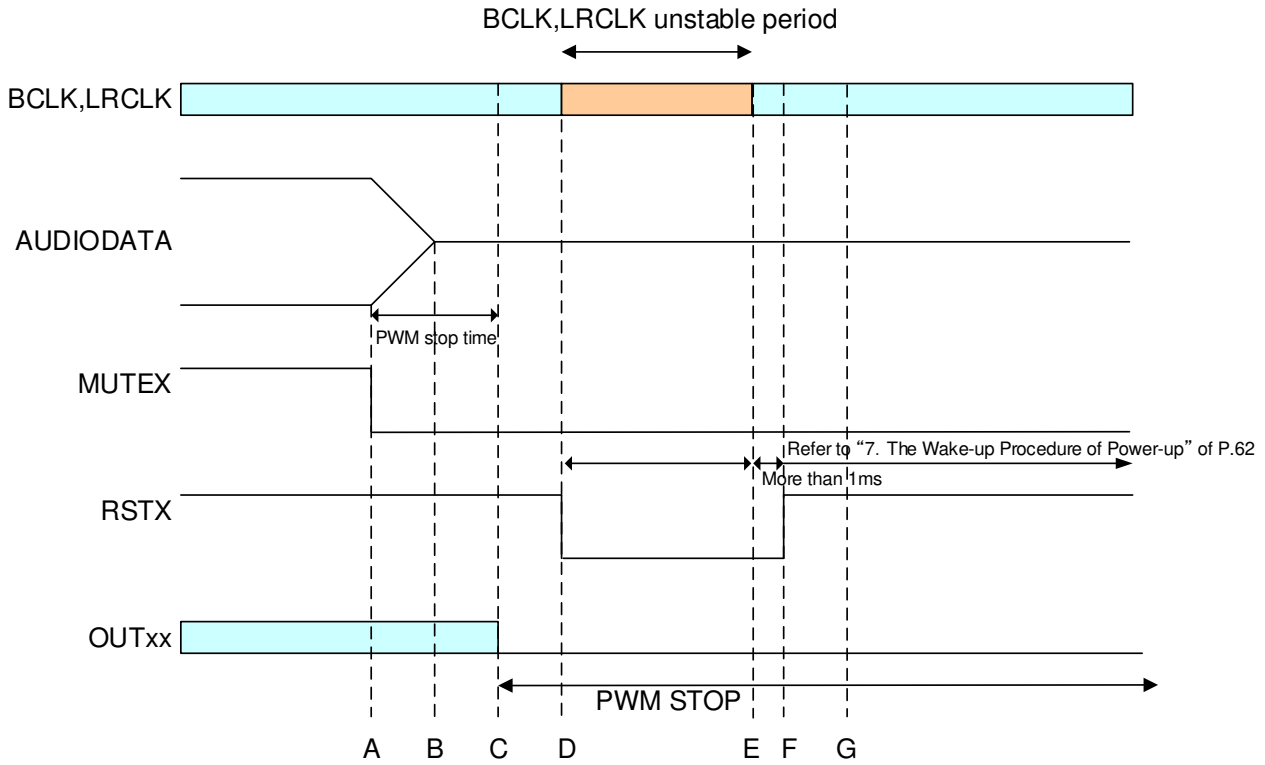 BCLK,LRCLK unstable period
BCLK,LRCLK
AUDIODATA
PWM stop time
MUTEX
Refer to “7. The Wake-up Procedure of Power-up” of P.62
More than 1ms
RSTX
OUTxx
PWM STOP
A B C D E F G